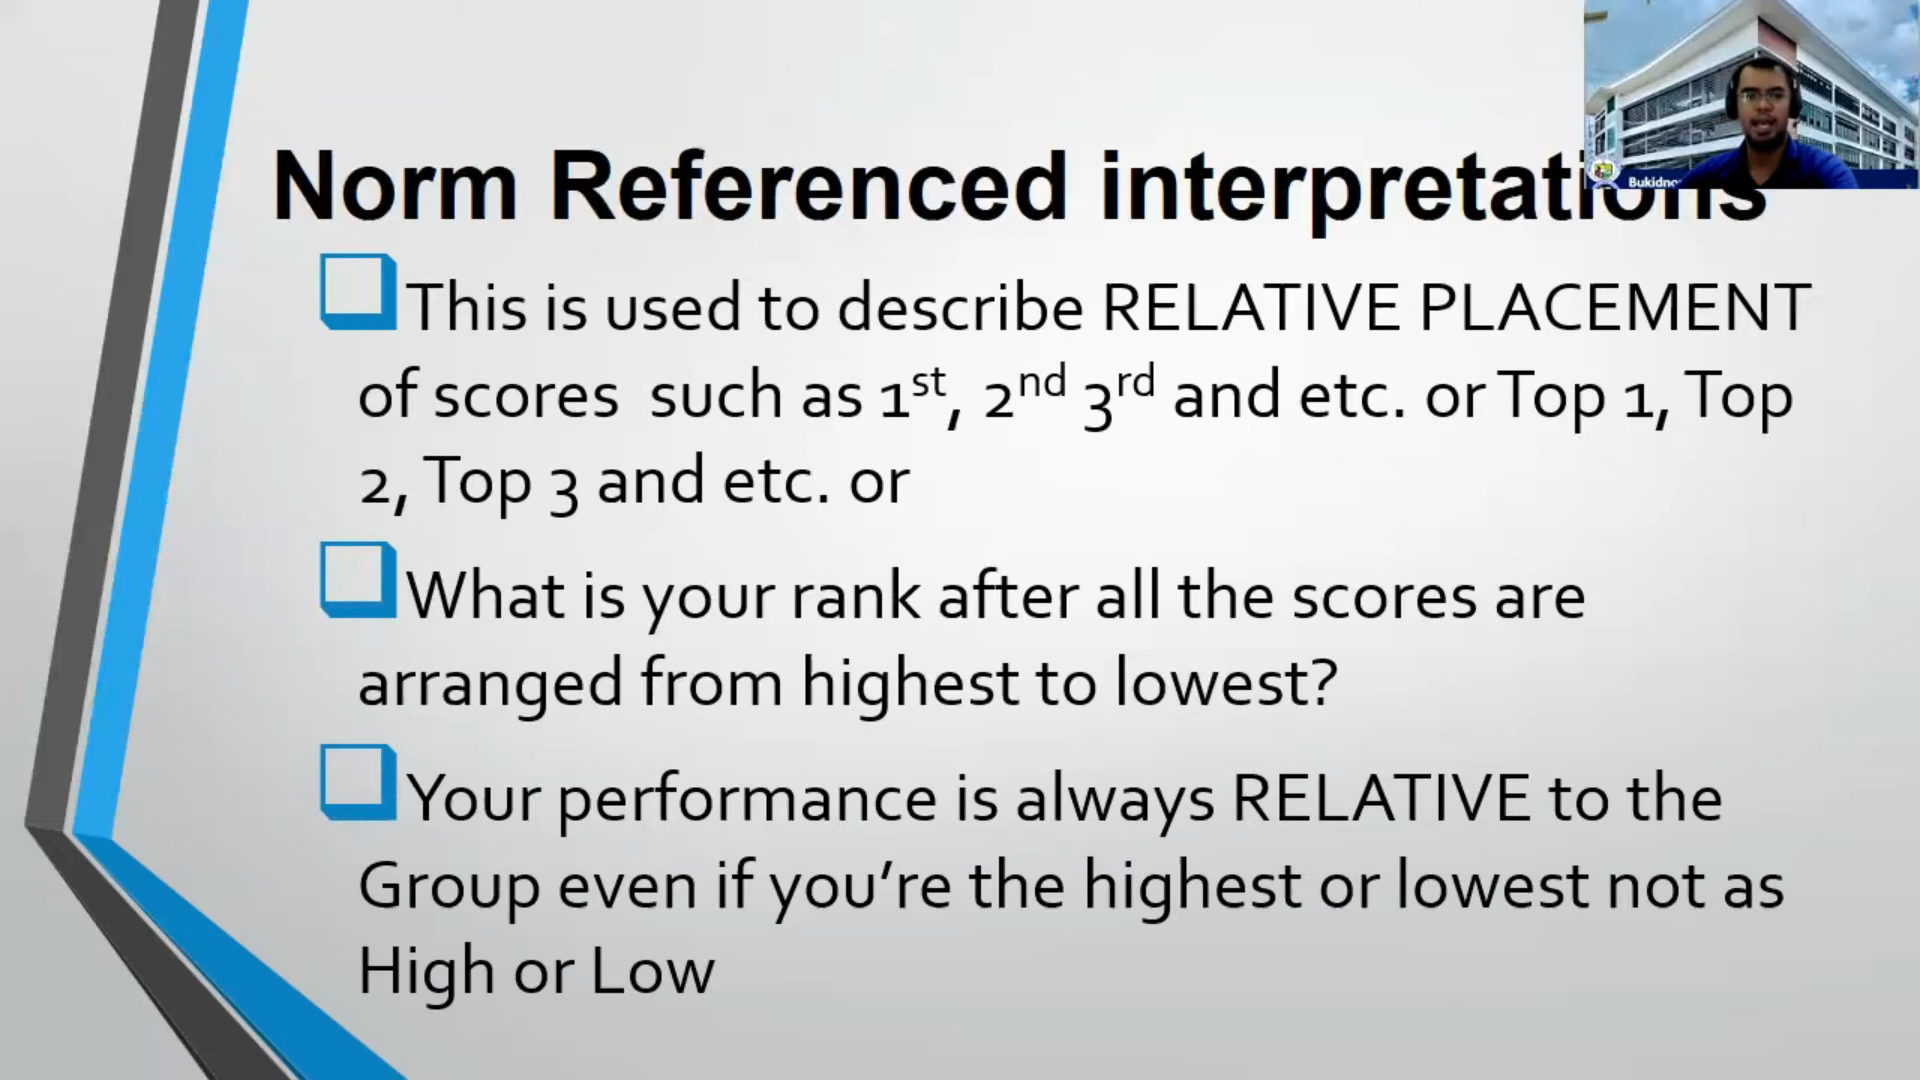 Norm Referenced interpretations
This is used to describe RELATIVE PLACEMENT
of scores such as 1st, 2nd 3rd and etc. or Top 1, Top
2, Top 3 and etc. or
What is your rank after all the scores are
arranged from highest to lowest?
Your performance is always RELATIVE to the
Group even if you’re the highest or lowest not as
High or Low